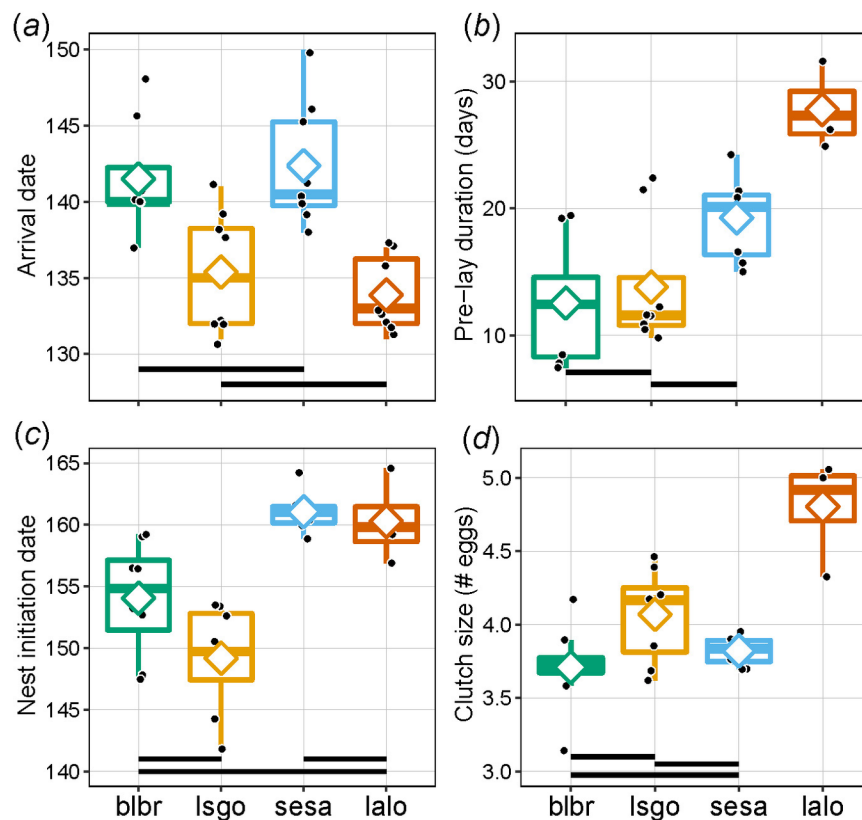 (a)
Arrival date
150
145
140
135
130
(b)
Pre-lay duration (days)
30
20
10
(c)
Nest initiation date
165
160
155
150
145
140
blbr lsgo sesa lalo
(d)
Clutch size (# eggs)
5.0
4.5
4.0
3.5
3.0
blbr lsgo sesa lalo